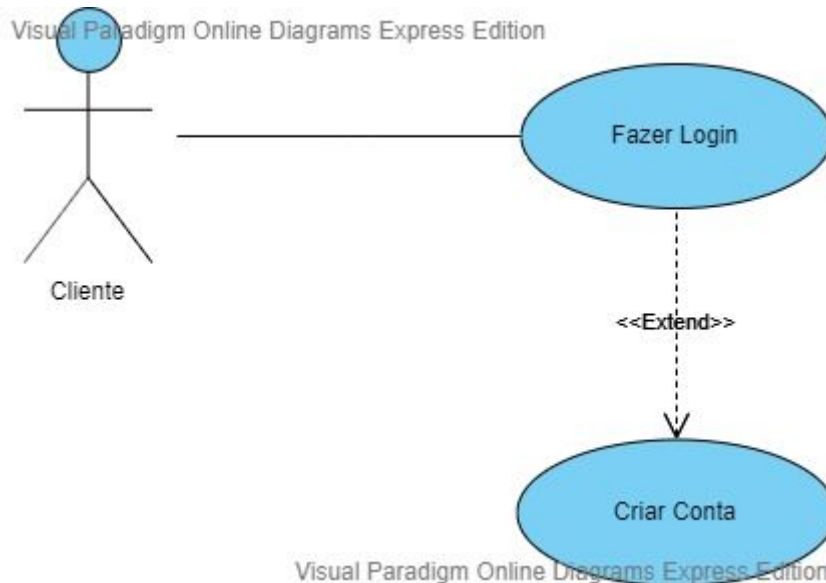 Visual Paradigm Online Diagrams Express Edition
Fazer Login
Cliente
<<Extend>>
Criar Conta
Visual Paradigm Online Diagrams Express Edition